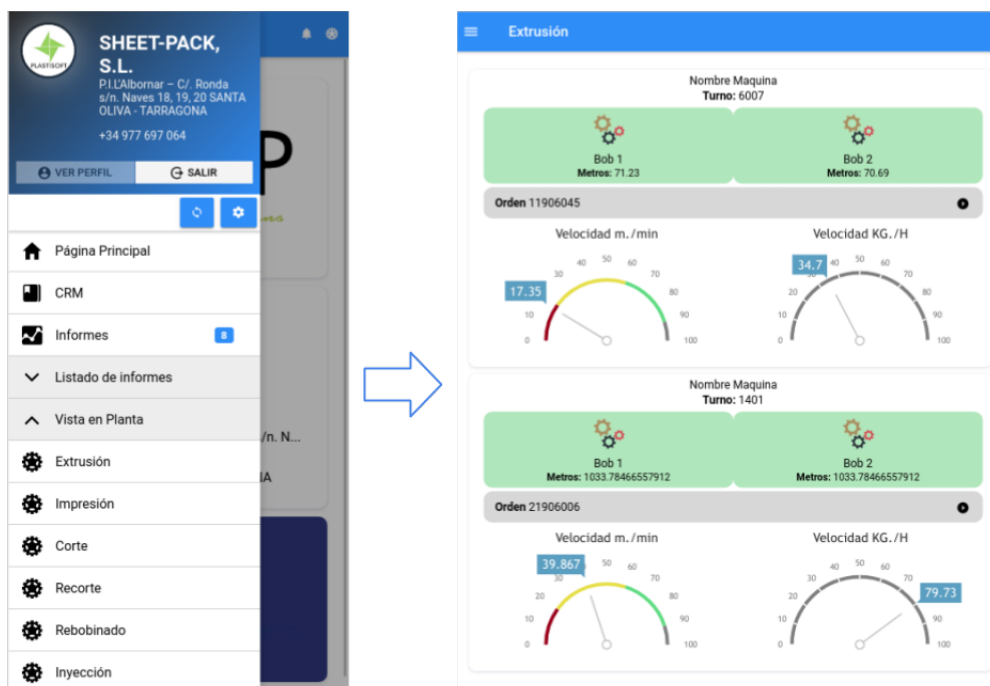 PLASTISOFT
SHEET-PACK,
S.L.
P.I.L'Albornar – C/. Ronda
s/n. Naves 18, 19, 20 SANTA
OLIVA - TARRAGONA
+34 977 697 064
VER PERFIL
SALIR
Página Principal
CRM
Informes 8
Listado de informes
Vista en Planta
Extrusión
Impresión
Corte
Recorte
Rebobinado
Inyección
P
/n. N...
IA
Extrusión
Nombre Maquina
Turno: 6007
Bob 1
Metros: 71.23
Bob 2
Metros: 70.69
Orden 11906045
Velocidad m./min
17.35
0 10 30 40 50 60 70 80 90 100
Velocidad KG./H
34.7
0 10 20 40 50 60 70 80 90 100
Nombre Maquina
Turno: 1401
Bob 1
Metros: 1033.78466557912
Bob 2
Metros: 1033.78466557912
Orden 21906006
Velocidad m./min
39.867
0 10 20 30 50 60 70 80 90 100
Velocidad KG./H
79.73
0 10 20 30 40 50 60 70 90 100